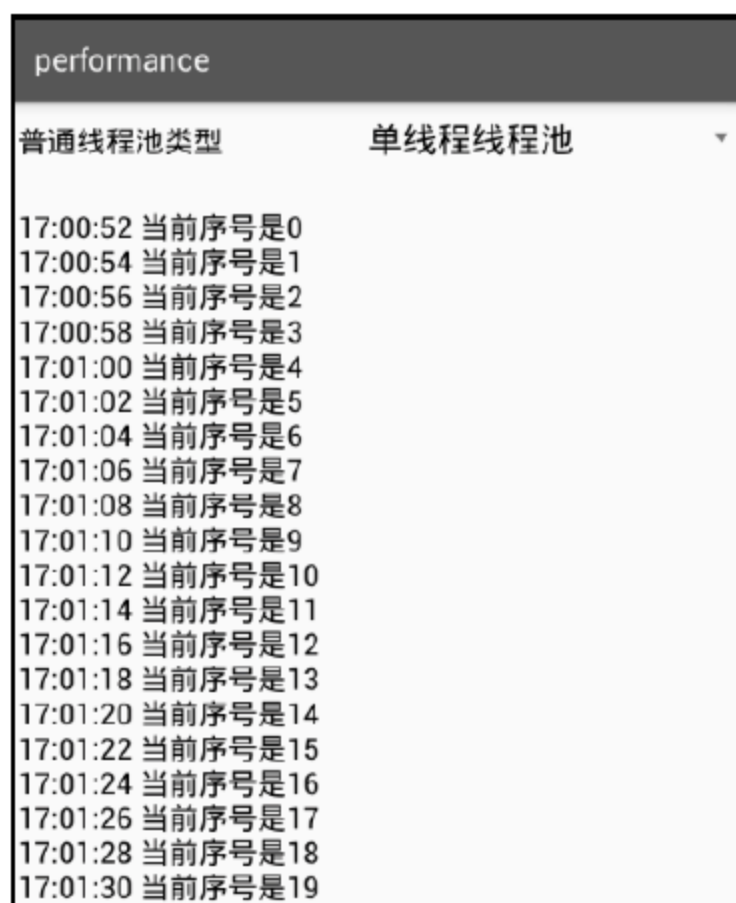 performance
普通线程池类型 单线程线程池
17:00:52 当前序号是0
17:00:54 当前序号是1
17:00:56 当前序号是2
17:00:58 当前序号是3
17:01:00 当前序号是4
17:01:02 当前序号是5
17:01:04 当前序号是6
17:01:06 当前序号是7
17:01:08 当前序号是8
17:01:10 当前序号是9
17:01:12 当前序号是10
17:01:14 当前序号是11
17:01:16 当前序号是12
17:01:18 当前序号是13
17:01:20 当前序号是14
17:01:22 当前序号是15
17:01:24 当前序号是16
17:01:26 当前序号是17
17:01:28 当前序号是18
17:01:30 当前序号是19